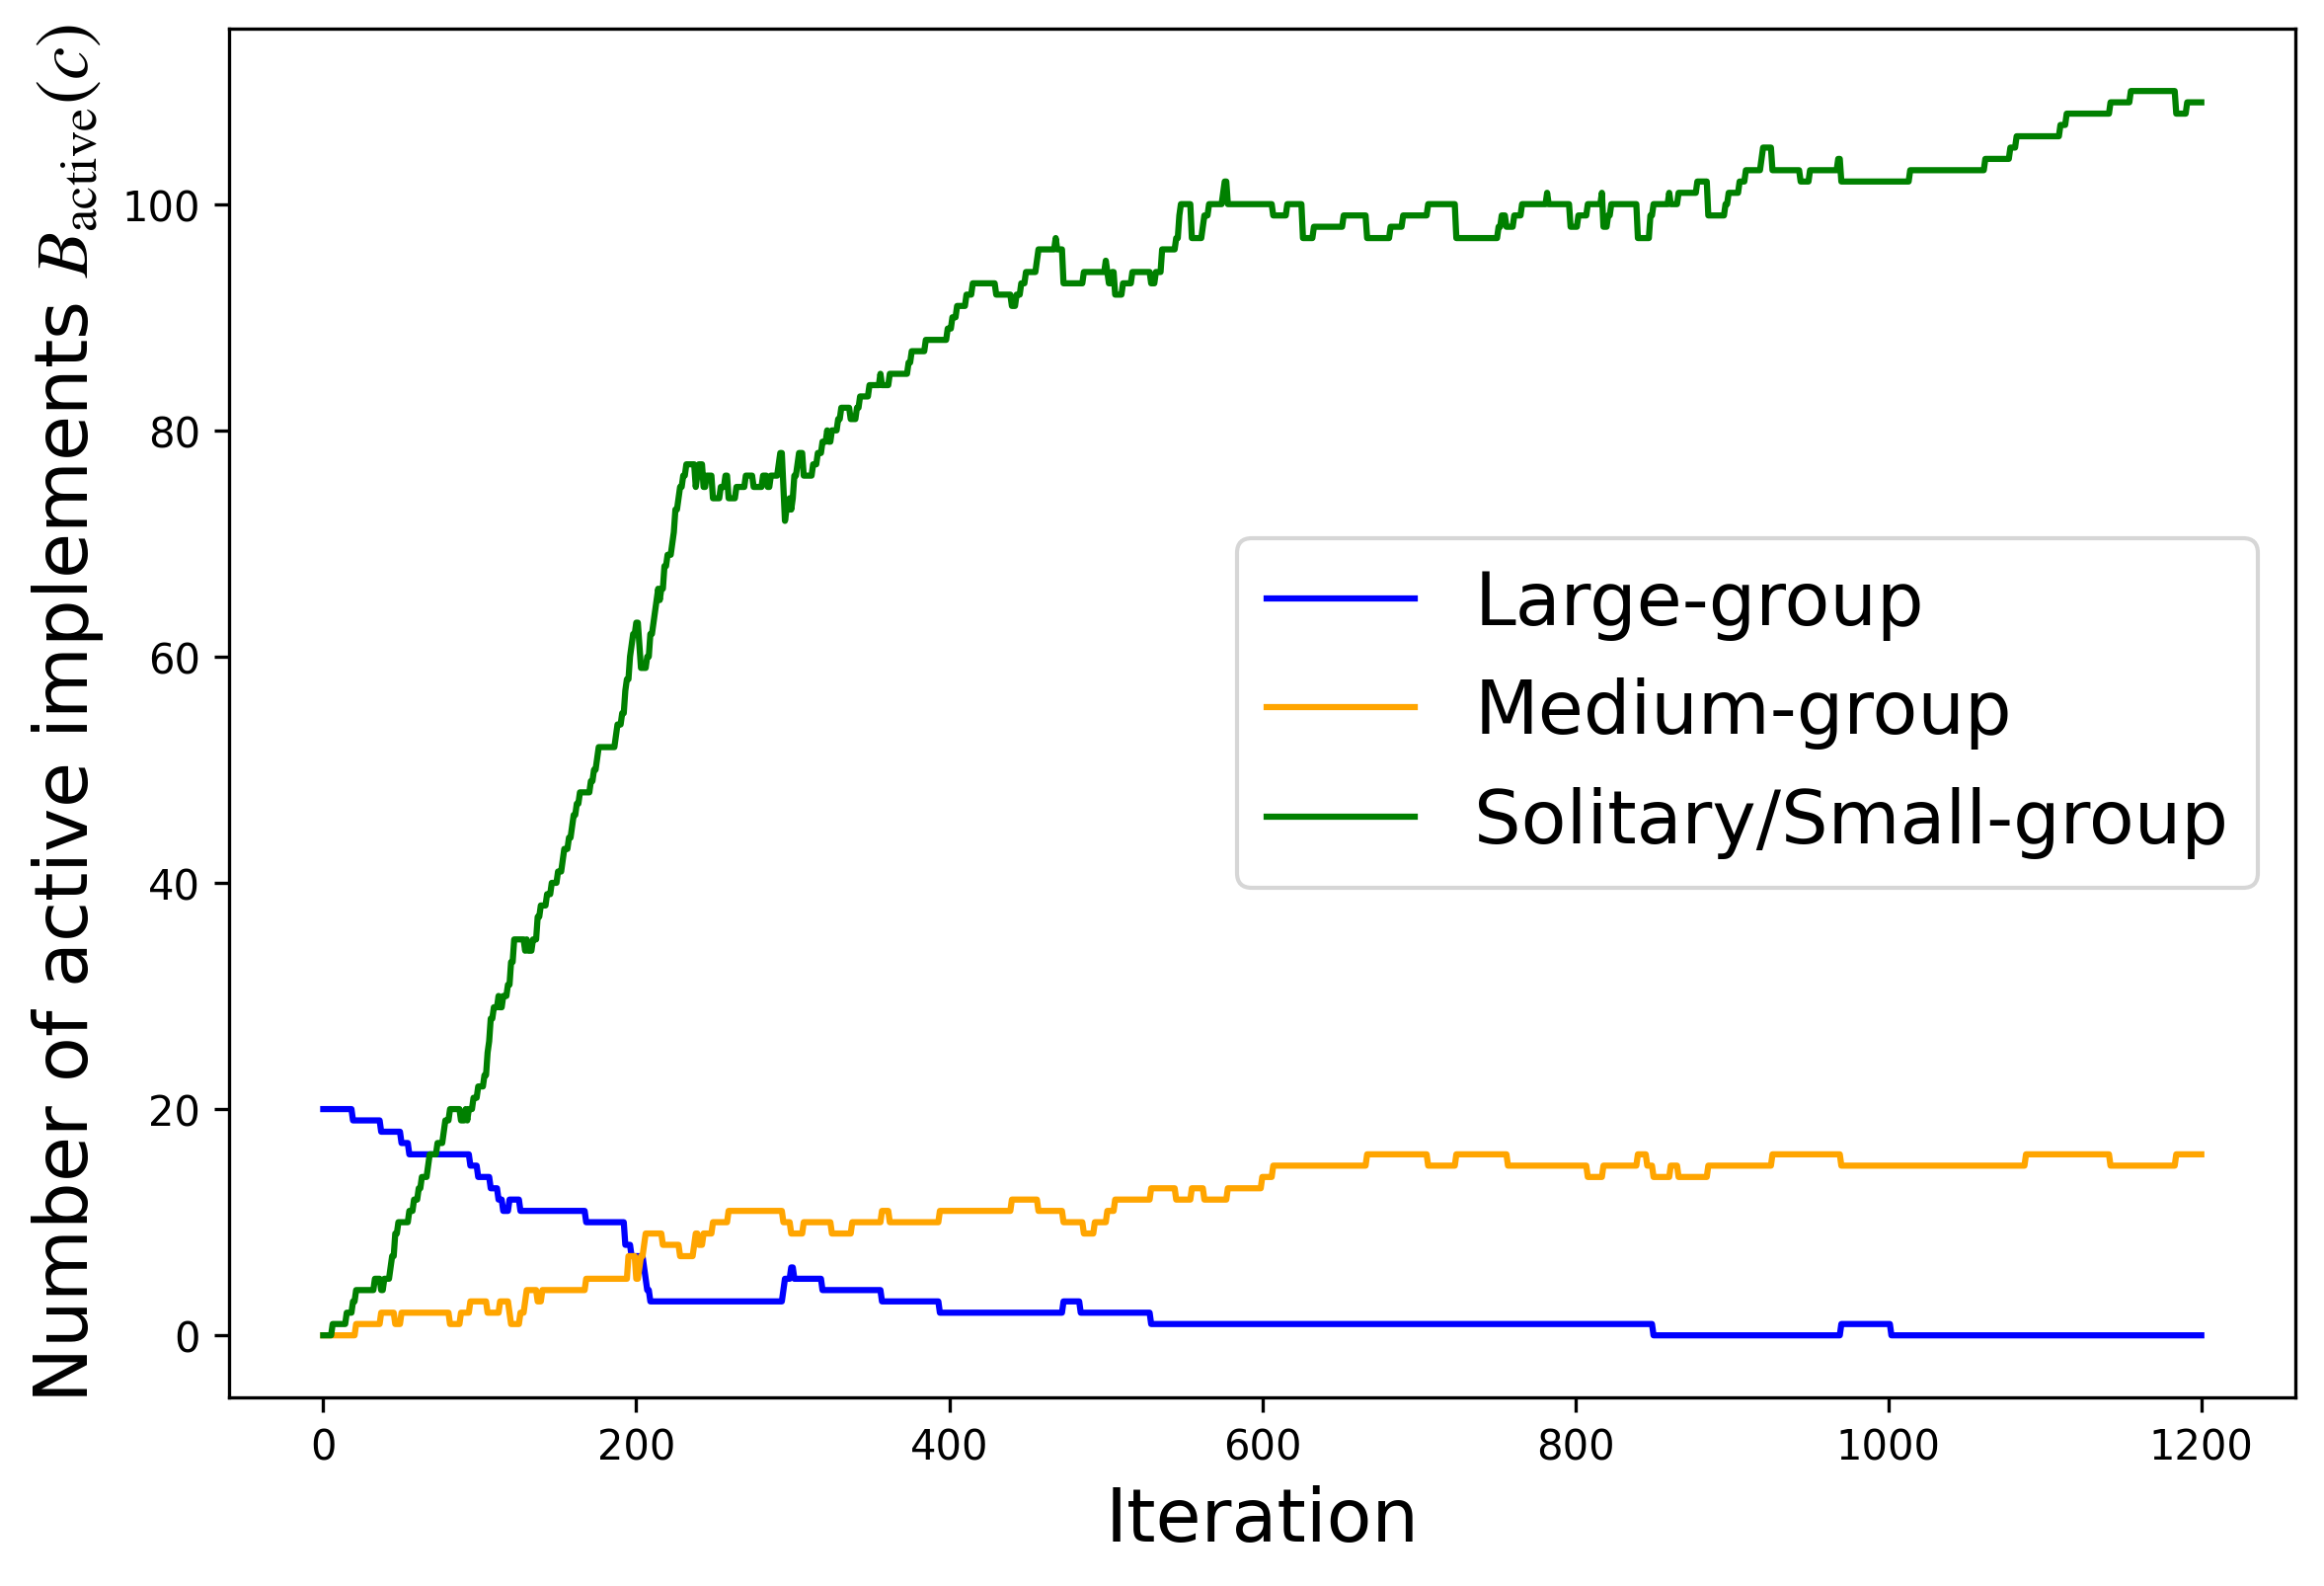 Number of active implements B_active(c)
100
80
60
40
20
0
Large-group
Medium-group
Solitary/Small-group
0 200 400 600 800 1000 1200
Iteration